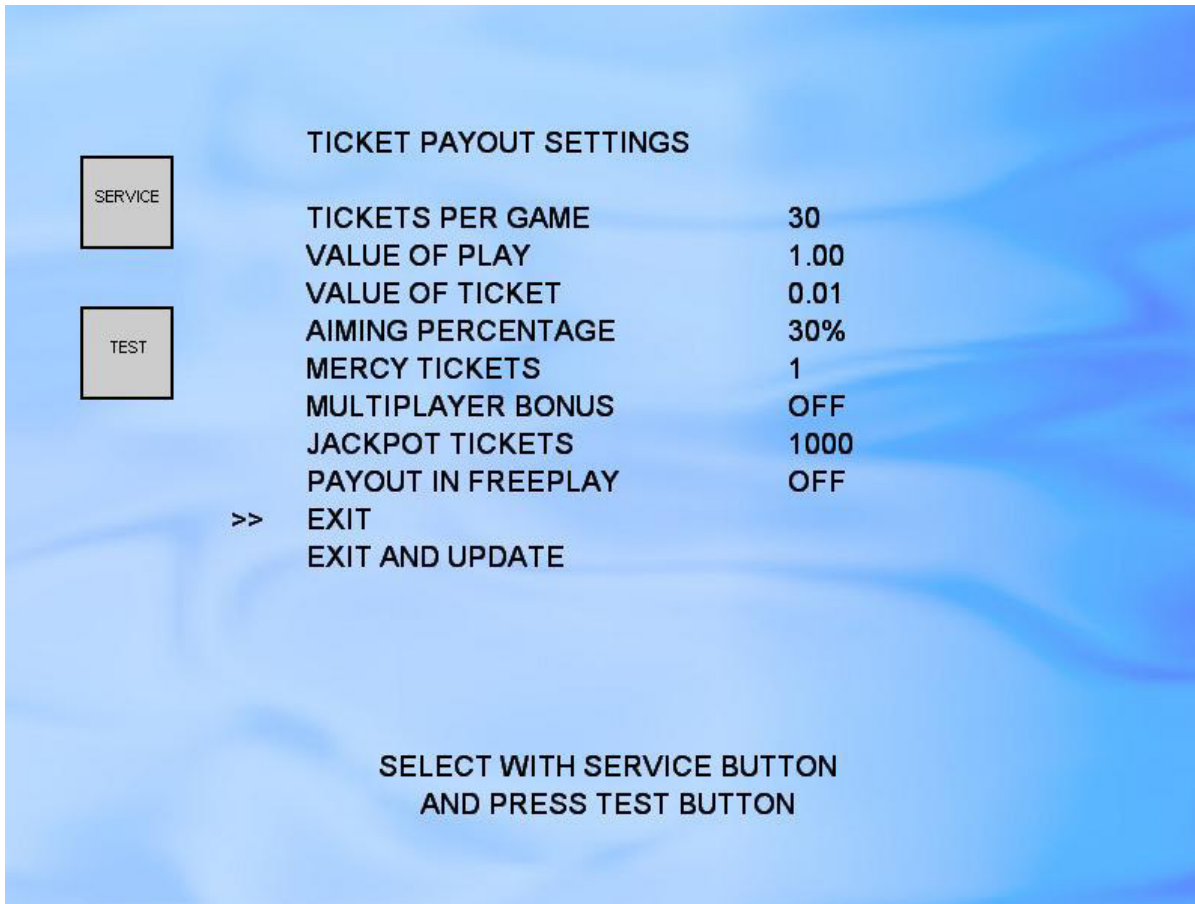 TICKET PAYOUT SETTINGS
SERVICE
TICKETS PER GAME 30
VALUE OF PLAY 1.00
VALUE OF TICKET 0.01
AIMING PERCENTAGE 30%
TEST
MERCY TICKETS 1
MULTIPLAYER BONUS OFF
JACKPOT TICKETS 1000
PAYOUT IN FREEPLAY OFF
>> EXIT
EXIT AND UPDATE
SELECT WITH SERVICE BUTTON
AND PRESS TEST BUTTON